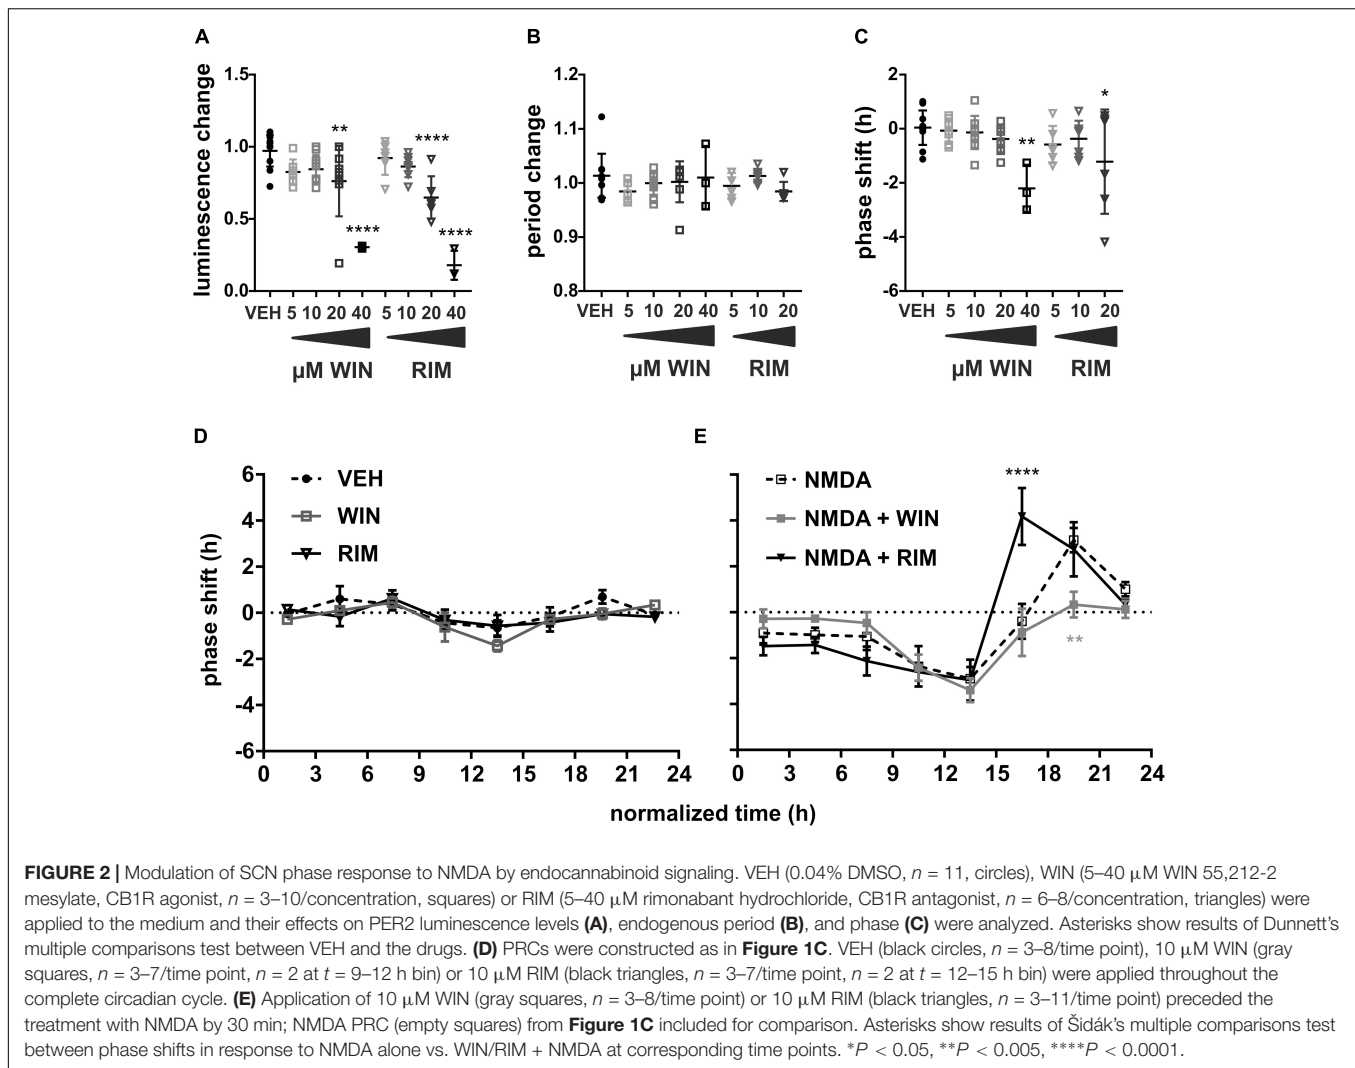 A
luminescence change
1.5
1.0
0.5
0.0
**
****
****
****
VEH 5 10 20 40 5 10 20 40
µM WIN RIM
B
period change
1.2
1.1
1.0
0.9
0.8
VEH 5 10 20 40 5 10 20
µM WIN RIM
C
phase shift (h)
2
0
-2
-4
-6
**
*
VEH 5 10 20 40 5 10 20
µM WIN RIM
D
phase shift (h)
6
4
2
0
-2
-4
-6
VEH
WIN
RIM
0 3 6 9 12 15 18 21 24
E
NMDA
NMDA + WIN
NMDA + RIM
****
**
0 3 6 9 12 15 18 21 24
normalized time (h)
FIGURE 2 | Modulation of SCN phase response to NMDA by endocannabinoid signaling. VEH (0.04% DMSO, n = 11, circles), WIN (5–40 µM WIN 55,212-2
mesylate, CB1R agonist, n = 3–10/concentration, squares) or RIM (5–40 µM rimonabant hydrochloride, CB1R antagonist, n = 6–8/concentration, triangles) were
applied to the medium and their effects on PER2 luminescence levels (A), endogenous period (B), and phase (C) were analyzed. Asterisks show results of Dunnett's
multiple comparisons test between VEH and the drugs. (D) PRCs were constructed as in Figure 1C. VEH (black circles, n = 3–8/time point), 10 µM WIN (gray
squares, n = 3–7/time point, n = 2 at t = 9–12 h bin) or 10 µM RIM (black triangles, n = 3–7/time point, n = 2 at t = 12–15 h bin) were applied throughout the
complete circadian cycle. (E) Application of 10 µM WIN (gray squares, n = 3–8/time point) or 10 µM RIM (black triangles, n = 3–11/time point) preceded the
treatment with NMDA by 30 min; NMDA PRC (empty squares) from Figure 1C included for comparison. Asterisks show results of Šidák's multiple comparisons test
between phase shifts in response to NMDA alone vs. WIN/RIM + NMDA at corresponding time points. *P < 0.05, **P < 0.005, ****P < 0.0001.